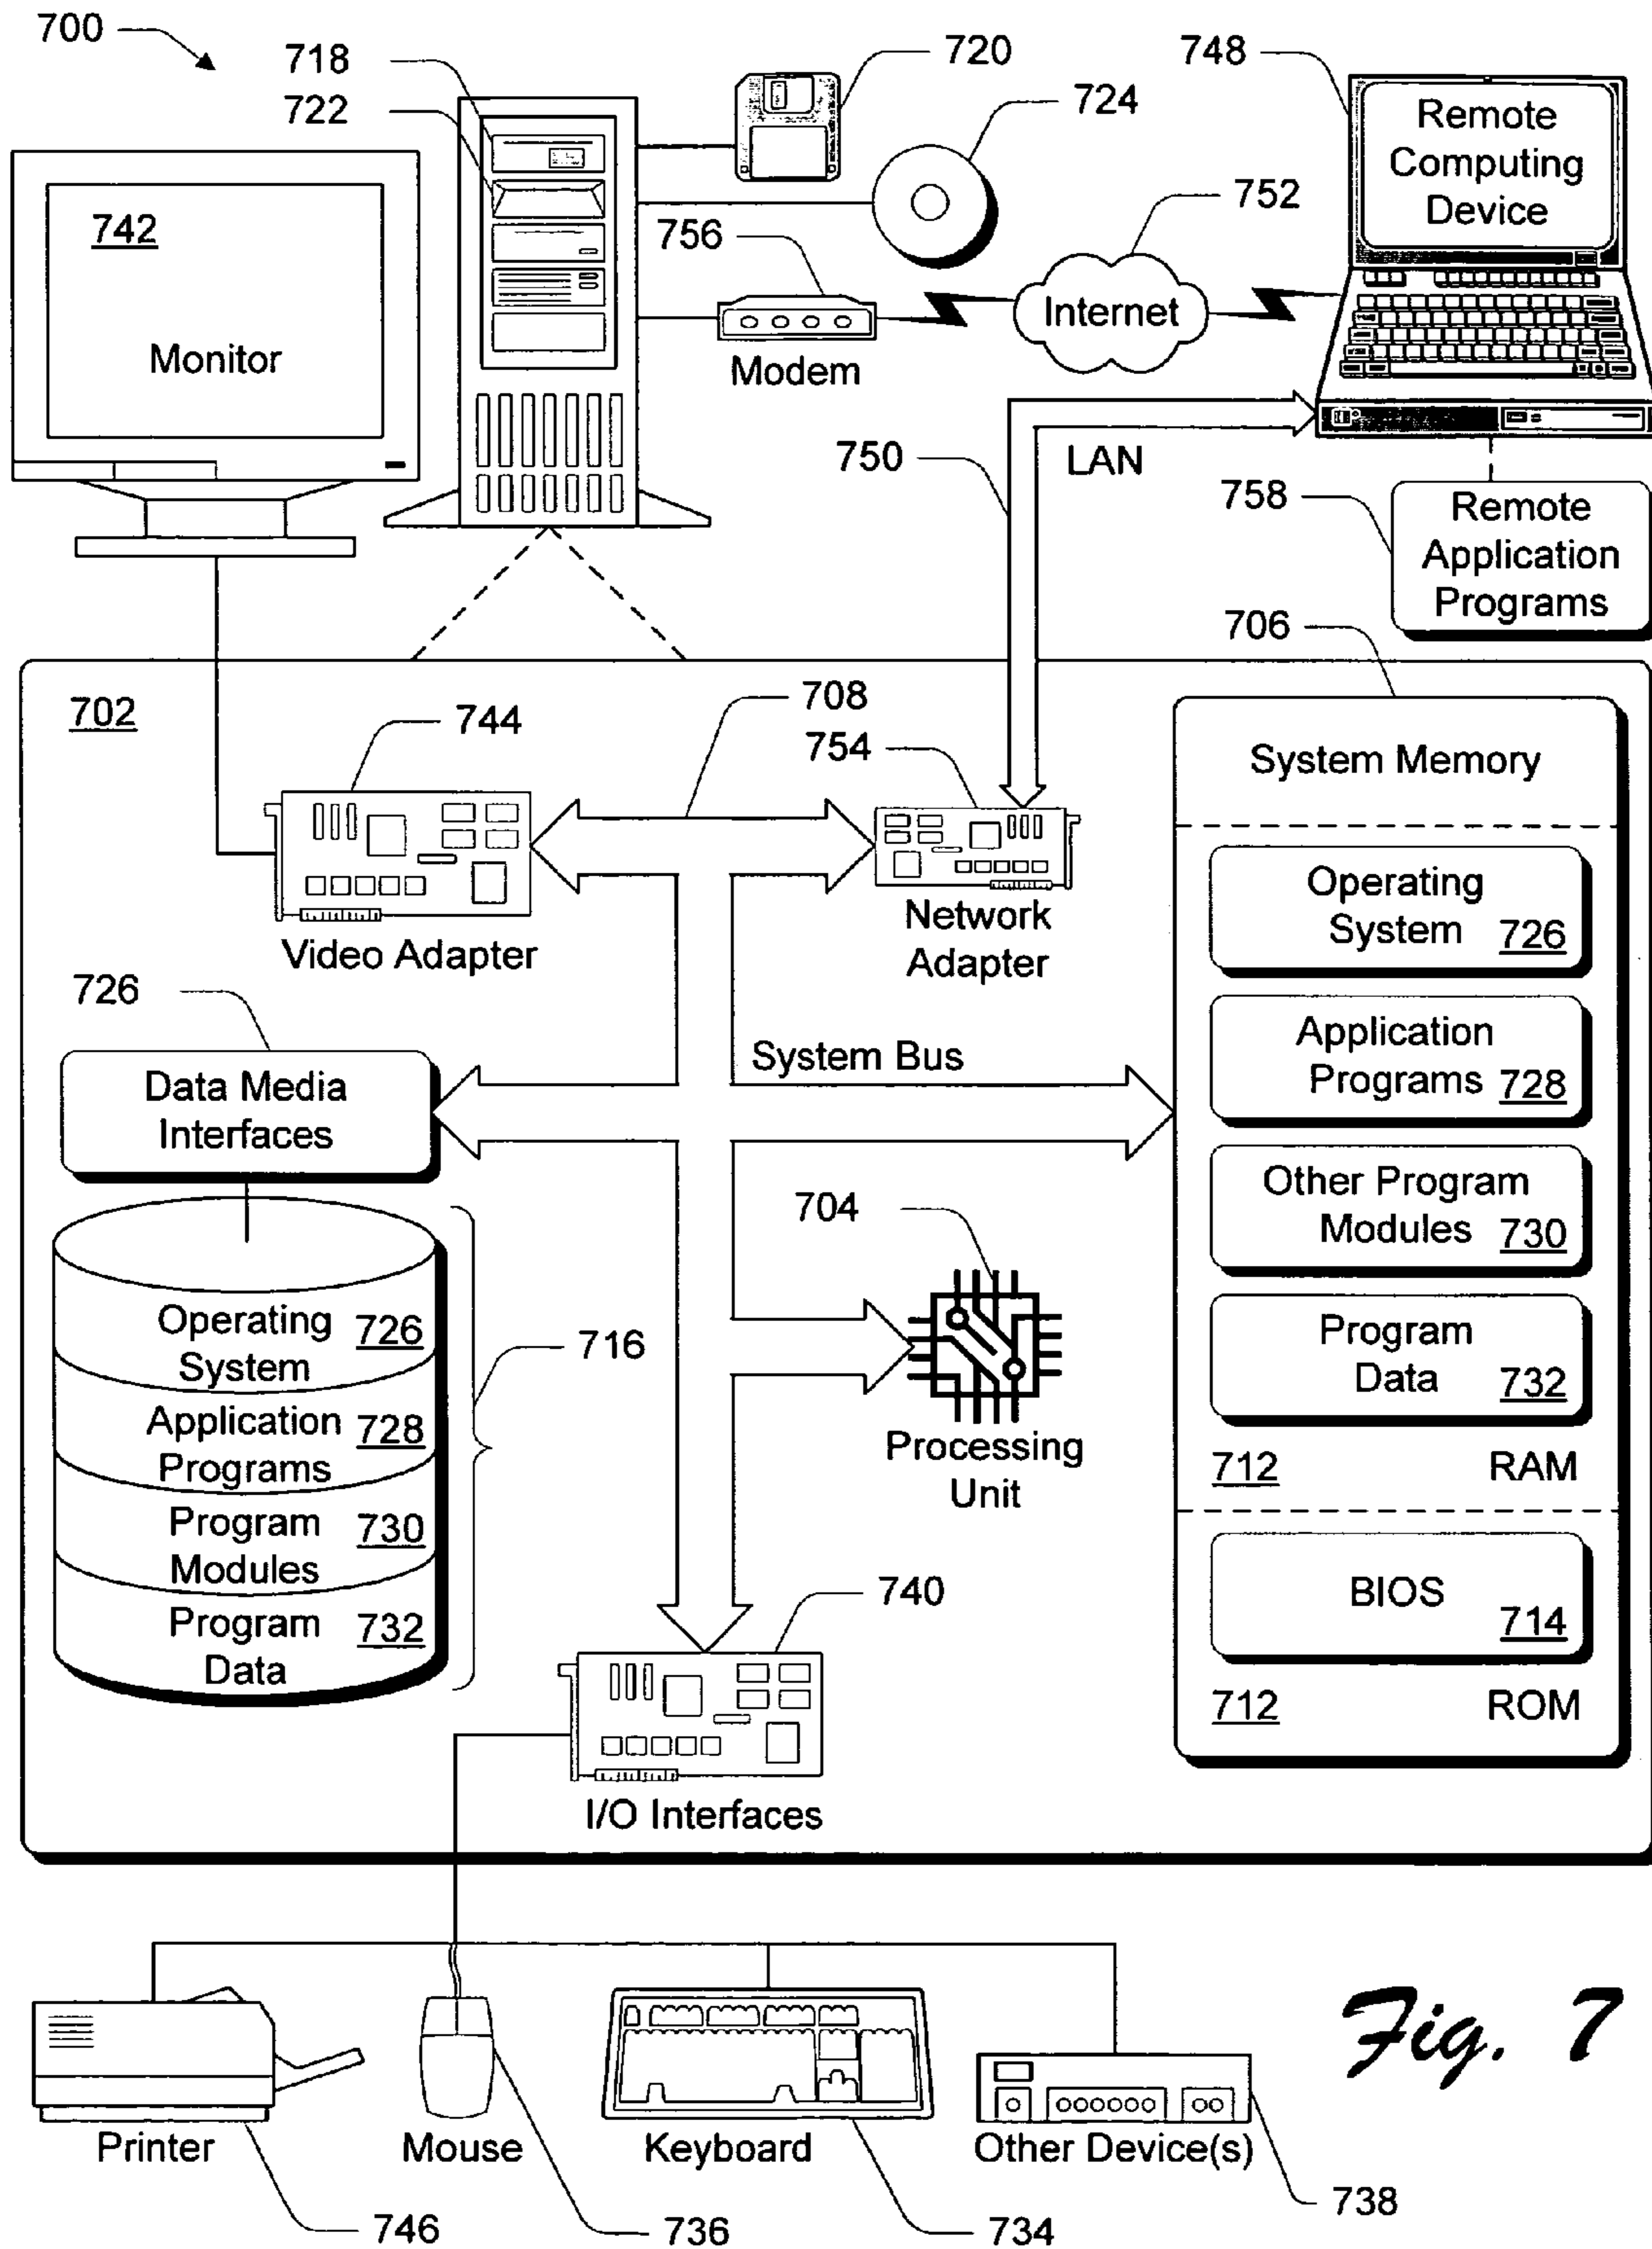 700
718
722
720
724
748
Remote
Computing
Device
742
Monitor
756
Modem
752
Internet
750
LAN
758
Remote
Application
Programs
706
702
744
708
754
Video Adapter
Network
Adapter
System Memory
Operating
System 726
Application
Programs 728
Other Program
Modules 730
Program
Data 732
712 RAM
BIOS
714
712 ROM
726
Data Media
Interfaces
System Bus
704
Processing
Unit
Operating
System 726
Application
Programs 728
Program
Modules 730
Program
Data 732
716
740
I/O Interfaces
Printer
Mouse
Keyboard
Other Device(s)
746
736
734
738
Fig. 7